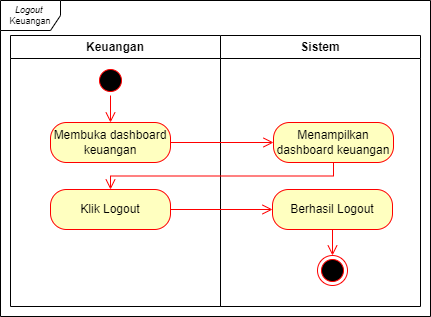 Logout
Keuangan
Keuangan
Sistem
Membuka dashboard
keuangan
Menampilkan
dashboard keuangan
Klik Logout
Berhasil Logout